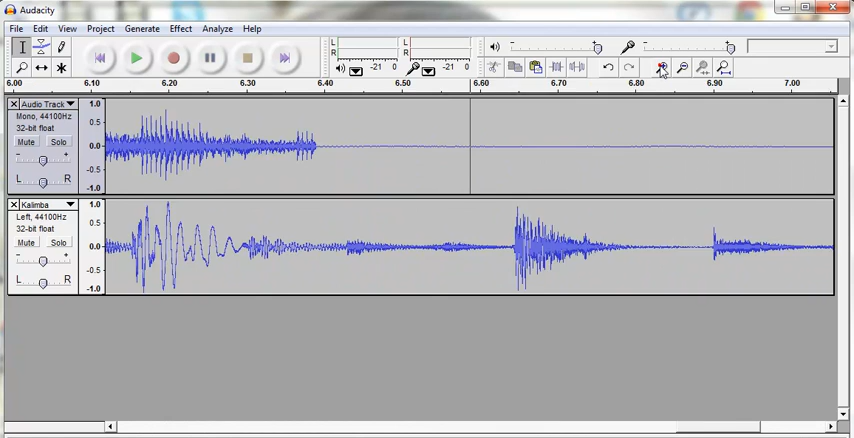 Audacity
File Edit View Project Generate Effect Analyze Help
L
R
L
R
-21 0
-21 0
- +
- +
6.00 6.10 6.20 6.30 6.40 6.50 6.60 6.70 6.80 6.90 7.00
Audio Track
Mono, 44100Hz
32-bit float
Mute Solo
- +
L R
1.0
0.5
0.0
-0.5
-1.0
Kalimba
Left, 44100Hz
32-bit float
Mute Solo
- +
L R
1.0
0.5
0.0
-0.5
-1.0